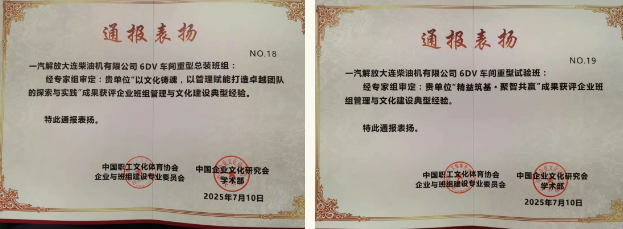 通报表扬
NO.18
一汽解放大连柴油机有限公司6DV车间重型总装班组：
经专家组审定：贵单位“以文化铸魂，以管理赋能打造卓越团队
的探索与实践”成果获评企业班组管理与文化建设典型经验。
特此通报表扬。
中国职工文化体育协会
企业与班组建设专业委员会
中国企业文化研究会
学术部
2025年7月10日
通报表扬
NO.19
一汽解放大连柴油机有限公司6DV车间重型试验班：
经专家组审定：贵单位“精益筑基·聚智共赢”成果获评企业班
组管理与文化建设典型经验。
特此通报表扬。
中国职工文化体育协会
企业与班组建设专业委员会
中国企业文化研究会
学术部
2025年7月10日